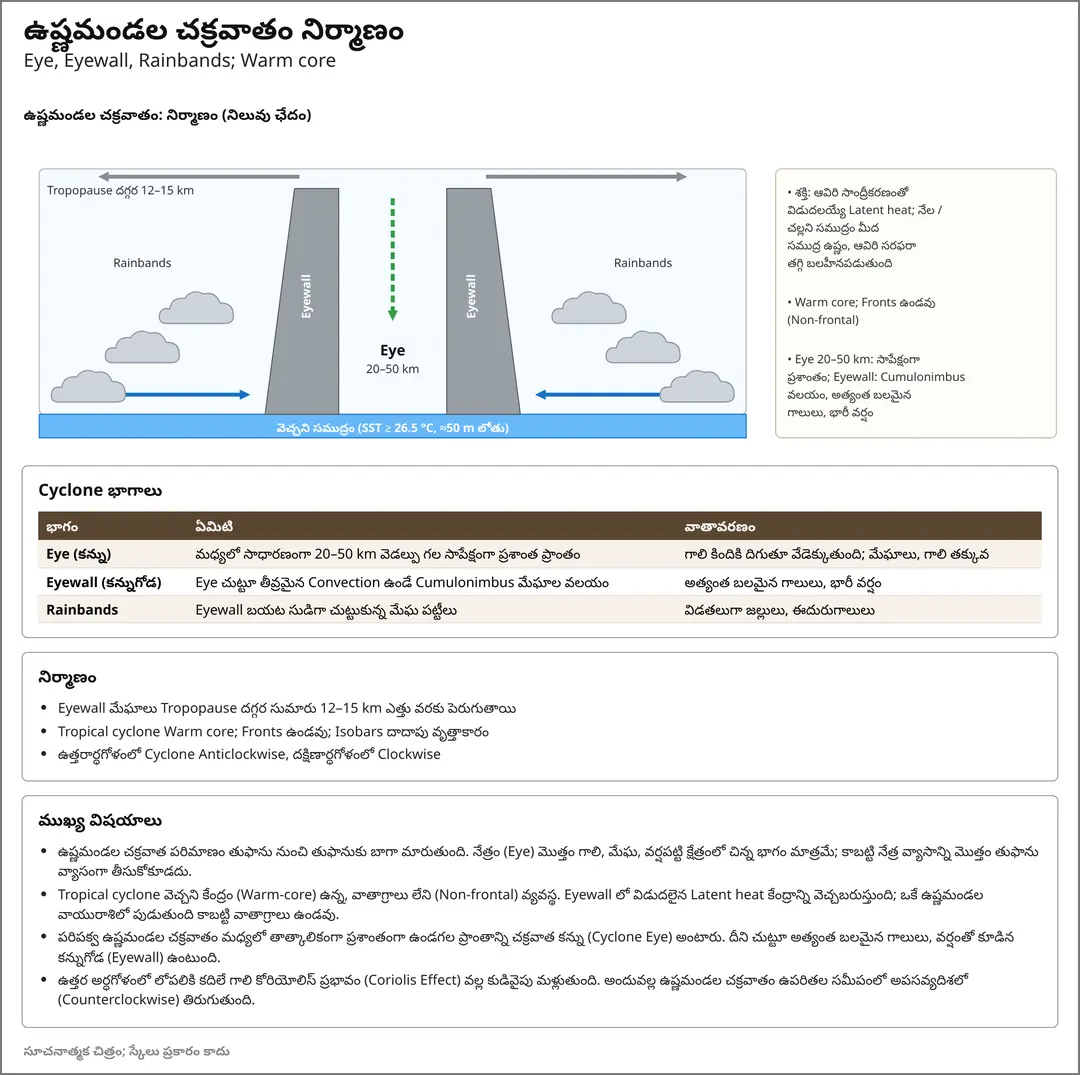 ఉష్ణమండల చక్రవాతం నిర్మాణం
Eye, Eyewall, Rainbands; Warm core
ఉష్ణమండల చక్రవాతం: నిర్మాణం (నిలువు ఛేదం)
Tropopause దగ్గర 12–15 km
Rainbands
Eyewall
Eye
20–50 km
Eyewall
Rainbands
వెచ్చని సముద్రం (SST ≥ 26.5 °C, ≈50 m లోతు)
• శక్తి: ఆవిరి సాంద్రీకరణంతో
విడుదలయ్యే Latent heat; నేల /
చల్లని సముద్రం మీద
సముద్ర ఉష్ణం, ఆవిరి సరఫరా
తగ్గి బలహీనపడుతుంది
• Warm core; Fronts ఉండవు
(Non-frontal)
• Eye 20–50 km: సాపేక్షంగా
ప్రశాంతం; Eyewall: Cumulonimbus
వలయం, అత్యంత బలమైన
గాలులు, భారీ వర్షం
Cyclone భాగాలు
భాగం ఏమిటి వాతావరణం
Eye (కన్ను) మధ్యలో సాధారణంగా 20–50 km వెడల్పు గల సాపేక్షంగా ప్రశాంత ప్రాంతం గాలి కిందికి దిగుతూ వేడెక్కుతుంది; మేఘాలు, గాలి తక్కువ
Eyewall (కన్నుగోడ) Eye చుట్టూ తీవ్రమైన Convection ఉండే Cumulonimbus మేఘాల వలయం అత్యంత బలమైన గాలులు, భారీ వర్షం
Rainbands Eyewall బయట సుడిగా చుట్టుకున్న మేఘ పట్టీలు విడతలుగా జల్లులు, ఈదురుగాలులు
నిర్మాణం
• Eyewall మేఘాలు Tropopause దగ్గర సుమారు 12–15 km ఎత్తు వరకు పెరుగుతాయి
• Tropical cyclone Warm core; Fronts ఉండవు; Isobars దాదాపు వృత్తాకారం
• ఉత్తరార్ధగోళంలో Cyclone Anticlockwise, దక్షిణార్ధగోళంలో Clockwise
ముఖ్య విషయాలు
• ఉష్ణమండల చక్రవాత పరిమాణం తుఫాను నుంచి తుఫానుకు బాగా మారుతుంది. నేత్రం (Eye) మొత్తం గాలి, మేఘ, వర్షపట్టి క్షేత్రంలో చిన్న భాగం మాత్రమే; కాబట్టి నేత్ర వ్యాసాన్ని మొత్తం తుఫాను
వ్యాసంగా తీసుకోకూడదు.
• Tropical cyclone వెచ్చని కేంద్రం (Warm-core) ఉన్న, వాతాగ్రాలు లేని (Non-frontal) వ్యవస్థ. Eyewall లో విడుదలైన Latent heat కేంద్రాన్ని వెచ్చబరుస్తుంది; ఒకే ఉష్ణమండల
వాయురాశిలో పుడుతుంది కాబట్టి వాతాగ్రాలు ఉండవు.
• పరిపక్వ ఉష్ణమండల చక్రవాతం మధ్యలో తాత్కాలికంగా ప్రశాంతంగా ఉండగల ప్రాంతాన్ని చక్రవాత కన్ను (Cyclone Eye) అంటారు. దీని చుట్టూ అత్యంత బలమైన గాలులు, వర్షంతో కూడిన
కన్నుగోడ (Eyewall) ఉంటుంది.
• ఉత్తర అర్ధగోళంలో లోపలికి కదిలే గాలి కోరియోలిస్ ప్రభావం (Coriolis Effect) వల్ల కుడివైపు మళ్లుతుంది. అందువల్ల ఉష్ణమండల చక్రవాతం ఉపరితల సమీపంలో అపసవ్యదిశలో
(Counterclockwise) తిరుగుతుంది.
సూచనాత్మక చిత్రం; స్కేలు ప్రకారం కాదు